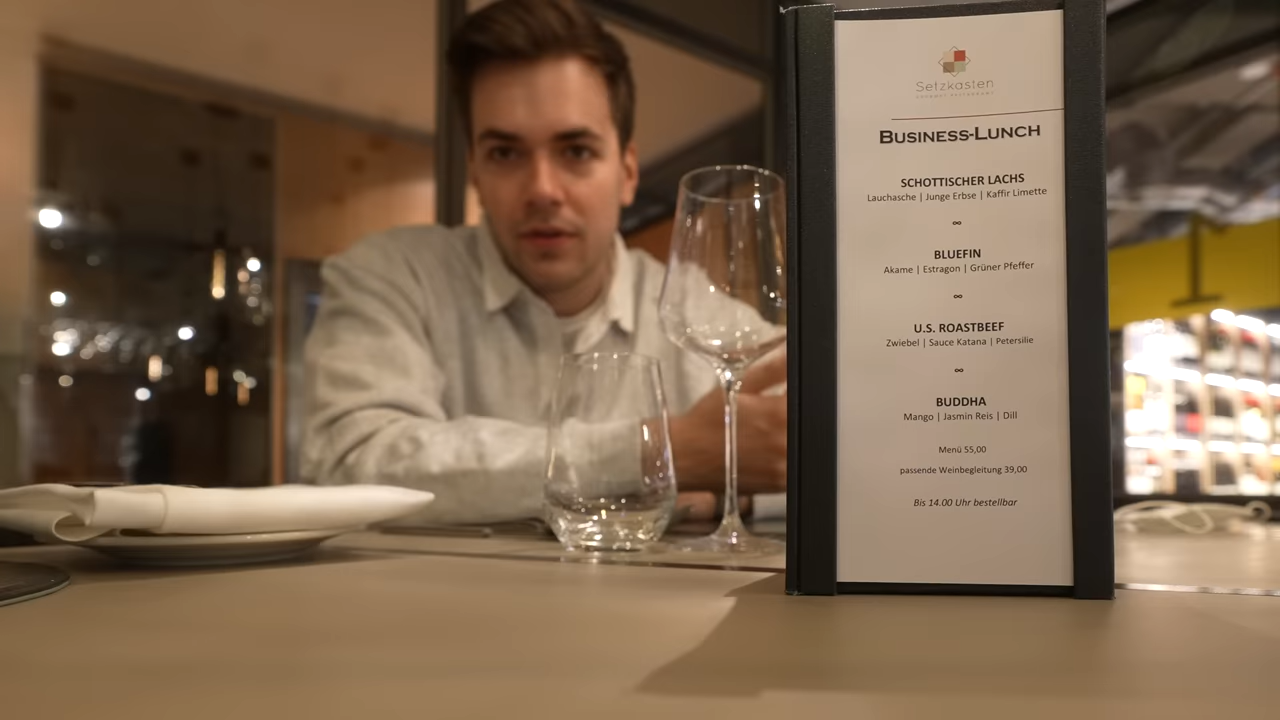 Setzkasten
BUSINESS-LUNCH
SCHOTTISCHER LACHS
Lauchasche | Junge Erbse | Kaffir Limette
∞
BLUEFIN
Akame | Estragon | Grüner Pfeffer
∞
U.S. ROASTBEEF
Zwiebel | Sauce Katana | Petersilie
∞
BUDDHA
Mango | Jasmin Reis | Dill
Menü 55,00
passende Weinbegleitung 39,00
Bis 14.00 Uhr bestellbar